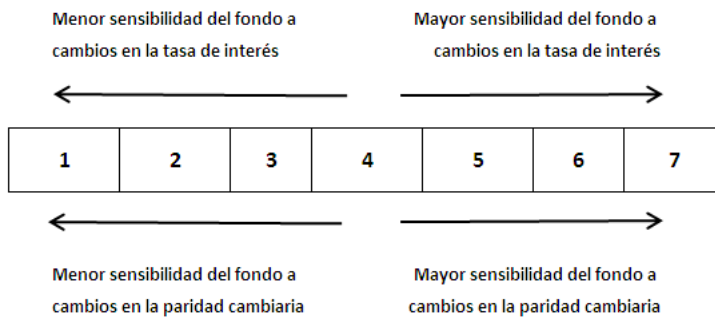 Menor sensibilidad del fondo a
cambios en la tasa de interés
Mayor sensibilidad del fondo a
cambios en la tasa de interés
1 2 3 4 5 6 7
Menor sensibilidad del fondo a
cambios en la paridad cambiaria
Mayor sensibilidad del fondo a
cambios en la paridad cambiaria